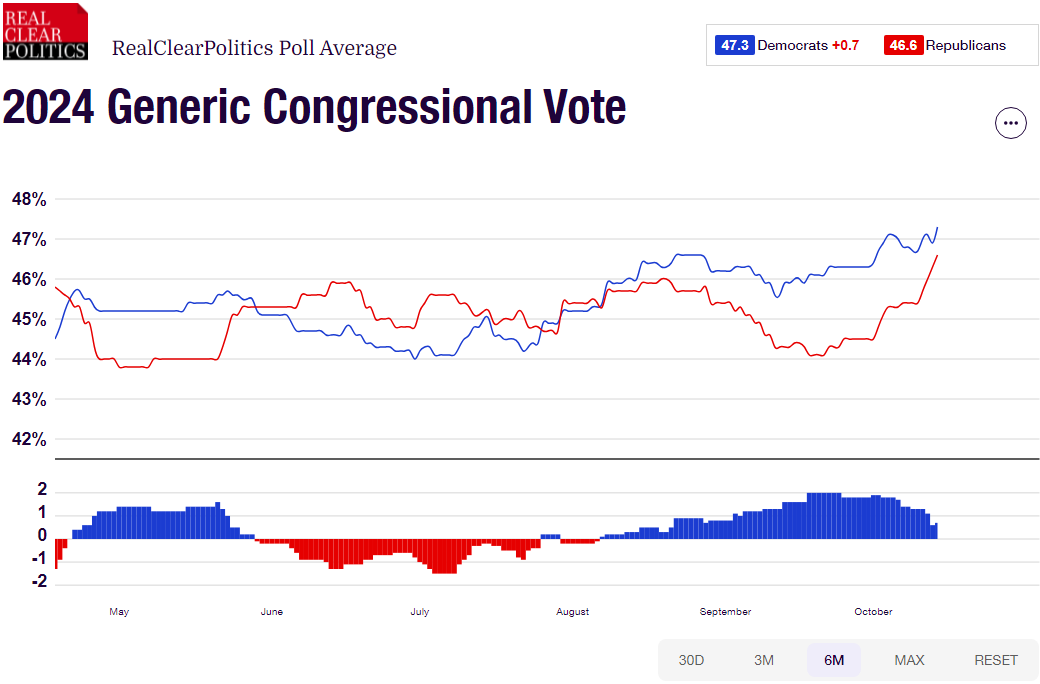 REAL
CLEAR
POLITICS
RealClearPolitics Poll Average
47.3 Democrats +0.7 46.6 Republicans
2024 Generic Congressional Vote
48%
47%
46%
45%
44%
43%
42%
2
1
0
-1
-2
May June July August September October
30D 3M 6M MAX RESET